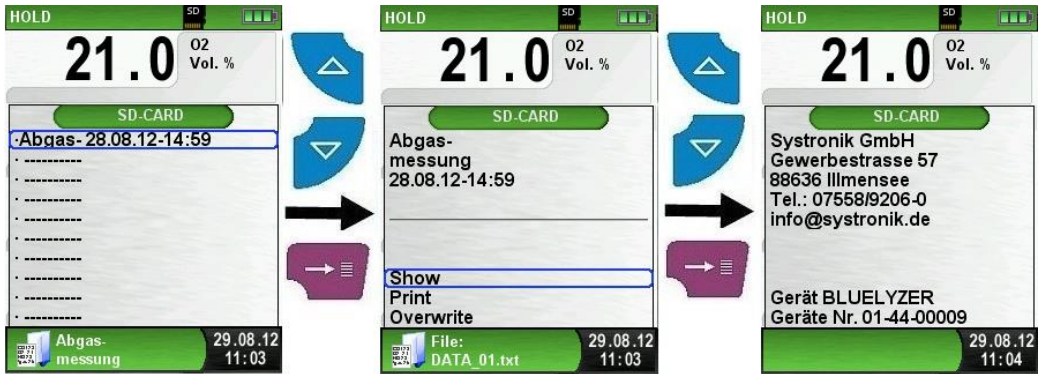 HOLD
SD
21.0 O2
Vol. %
SD-CARD
·Abgas- 28.08.12-14:59
· ----------
· ----------
· ----------
· ----------
· ----------
· ----------
· ----------
· ----------
· ----------
Abgas-
messung
29.08.12
11:03
HOLD
SD
21.0 O2
Vol. %
SD-CARD
Abgas-
messung
28.08.12-14:59
Show
Print
Overwrite
File:
DATA_01.txt
29.08.12
11:03
HOLD
SD
21.0 O2
Vol. %
SD-CARD
Systronik GmbH
Gewerbestrasse 57
88636 Illmensee
Tel.: 07558/9206-0
info@systronik.de
Gerät BLUELYZER
Geräte Nr. 01-44-00009
29.08.12
11:04